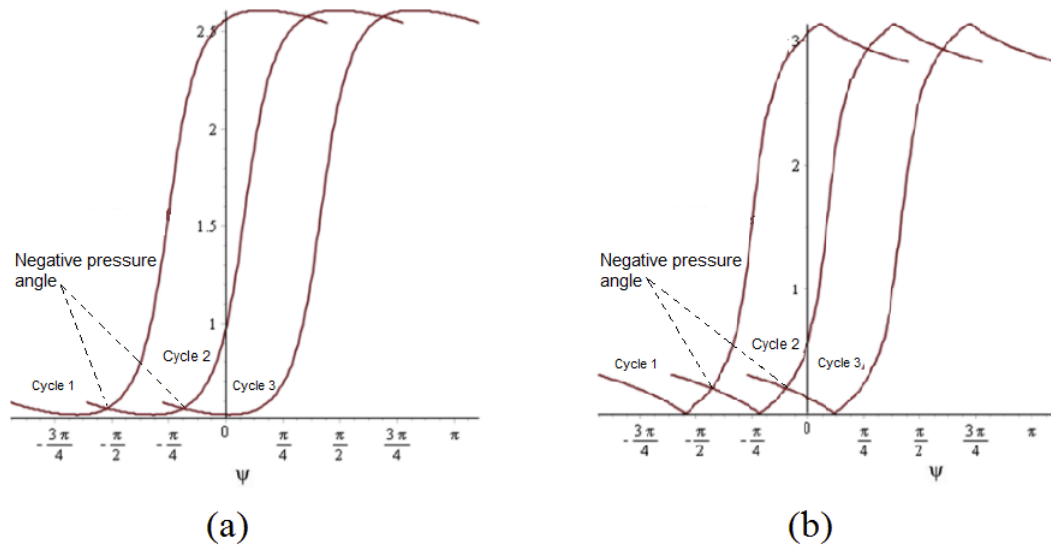 2.5
2
1.5
1
Negative pressure
angle
Cycle 1
Cycle 2
Cycle 3
-3π/4
-π/2
-π/4
0
π/4
π/2
3π/4
π
ψ
(a)
3
2
1
Negative pressure
angle
Cycle 1
Cycle 2
Cycle 3
-3π/4
-π/2
-π/4
0
π/4
π/2
3π/4
π
ψ
(b)